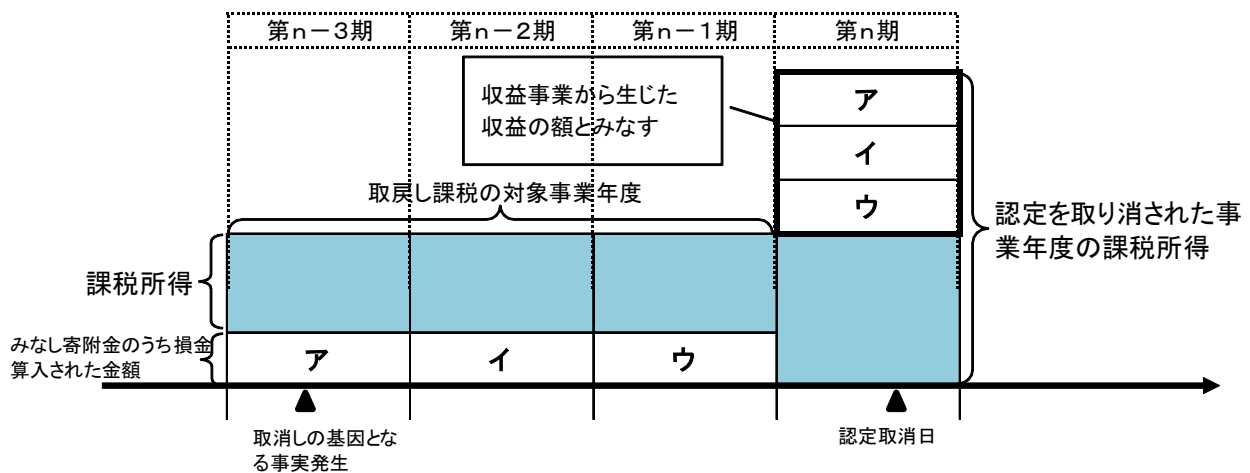 第n-3期
第n-2期
第n-1期
第n期
収益事業から生じた
収益の額とみなす
ア
イ
ウ
取戻し課税の対象事業年度
認定を取り消された事
業年度の課税所得
課税所得
みなし寄附金のうち損金
算入された金額
ア
イ
ウ
取消しの基因とな
る事実発生
認定取消日